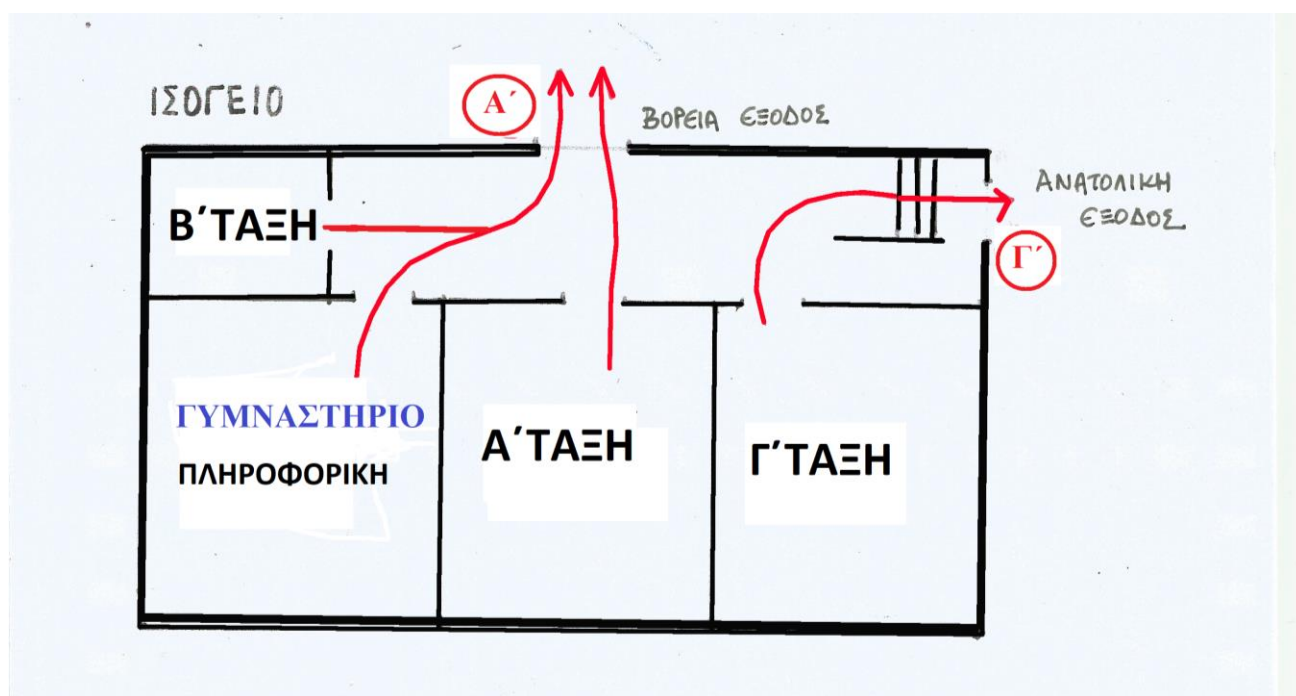 ΙΣΟΓΕΙΟ
Α΄
ΒΟΡΕΙΑ ΕΞΟΔΟΣ
ΑΝΑΤΟΛΙΚΗ
ΕΞΟΔΟΣ
Β΄ΤΑΞΗ
Γ΄
ΓΥΜΝΑΣΤΗΡΙΟ
ΠΛΗΡΟΦΟΡΙΚΗ
Α΄ΤΑΞΗ
Γ΄ΤΑΞΗ